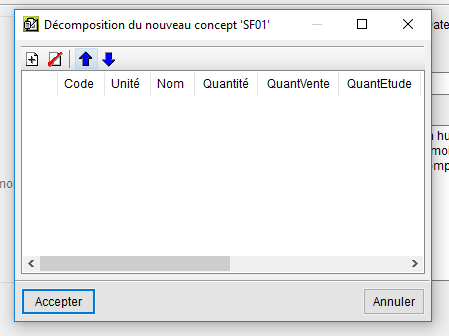 Décomposition du nouveau concept 'SF01'
Code Unité Nom Quantité QuantVente QuantEtude
Accepter Annuler